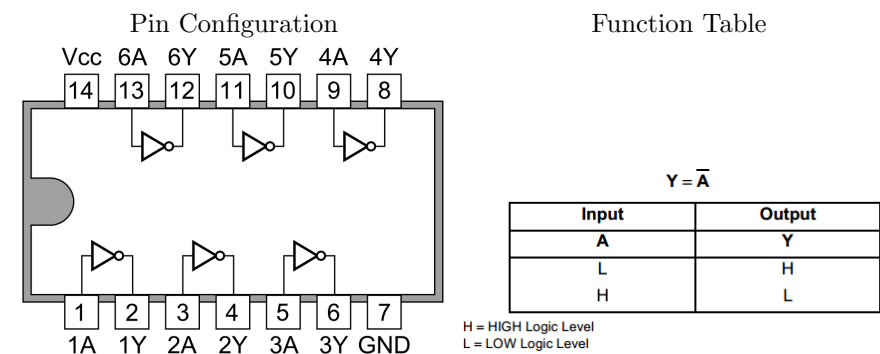 Pin Configuration
Vcc 6A 6Y 5A 5Y 4A 4Y
14 13 12 11 10 9 8
1 2 3 4 5 6 7
1A 1Y 2A 2Y 3A 3Y GND
Function Table
Y = A̅
Input Output
A Y
L H
H L
H = HIGH Logic Level
L = LOW Logic Level